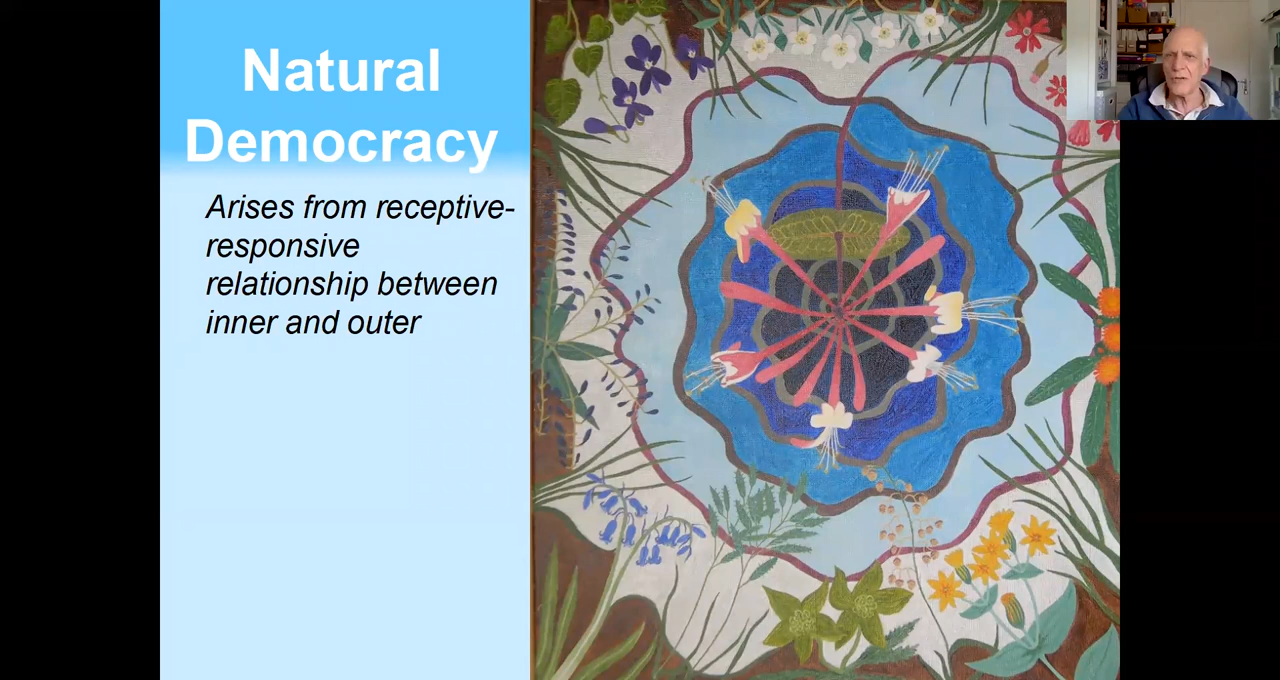 Natural
Democracy
Arises from receptive-
responsive
relationship between
inner and outer